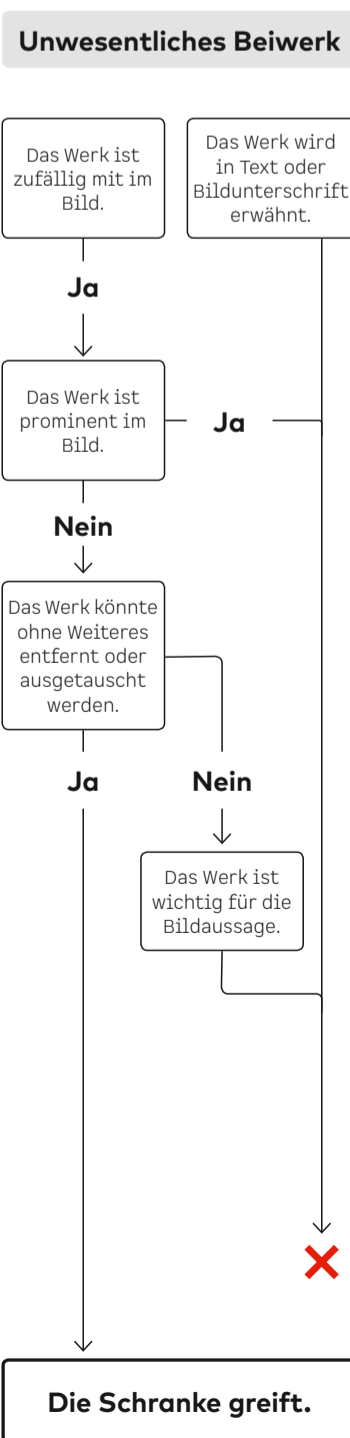 Unwesentliches Beiwerk
Das Werk ist
zufällig mit im
Bild.
Das Werk wird
in Text oder
Bildunterschrift
erwähnt.
Ja
Das Werk ist
prominent im
Bild.
Ja
Nein
Das Werk könnte
ohne Weiteres
entfernt oder
ausgetauscht
werden.
Ja
Nein
Das Werk ist
wichtig für die
Bildaussage.
Die Schranke greift.